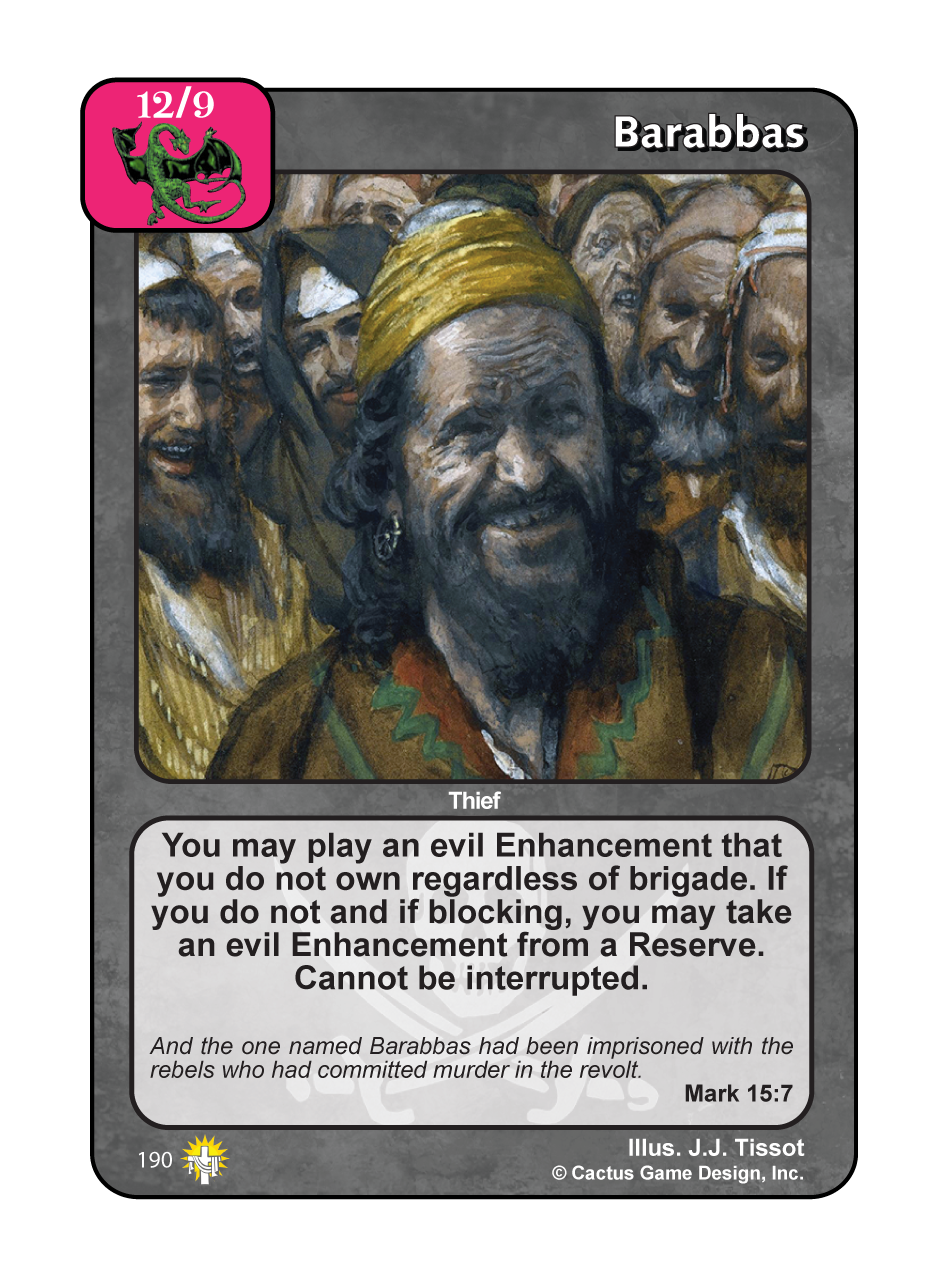 12/9
Barabbas
Thief
You may play an evil Enhancement that
you do not own regardless of brigade. If
you do not and if blocking, you may take
an evil Enhancement from a Reserve.
Cannot be interrupted.
And the one named Barabbas had been imprisoned with the
rebels who had committed murder in the revolt.
Mark 15:7
190
Illus. J.J. Tissot
© Cactus Game Design, Inc.